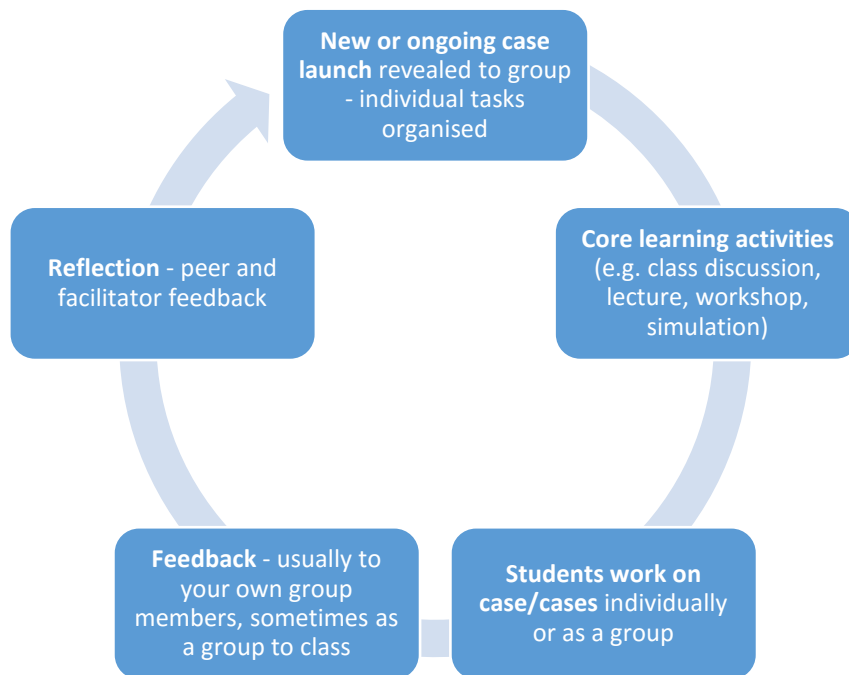 New or ongoing case
launch revealed to group
- individual tasks
organised
Core learning activities
(e.g. class discussion,
lecture, workshop,
simulation)
Students work on
case/cases individually
or as a group
Feedback - usually to
your own group
members, sometimes as
a group to class
Reflection - peer and
facilitator feedback